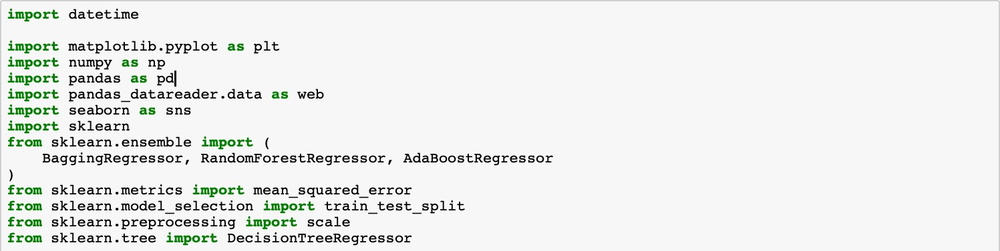 import datetime
import matplotlib.pyplot as plt
import numpy as np
import pandas as pd
import pandas_datareader.data as web
import seaborn as sns
import sklearn
from sklearn.ensemble import (
    BaggingRegressor, RandomForestRegressor, AdaBoostRegressor
)
from sklearn.metrics import mean_squared_error
from sklearn.model_selection import train_test_split
from sklearn.preprocessing import scale
from sklearn.tree import DecisionTreeRegressor